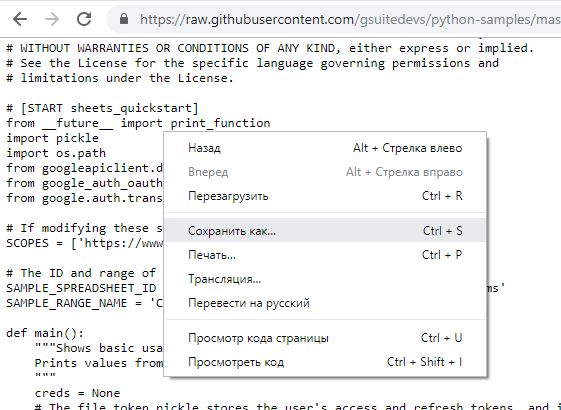 https://raw.githubusercontent.com/gsuitedevs/python-samples/mas
# WITHOUT WARRANTIES OR CONDITIONS OF ANY KIND, either express or implied.
# See the License for the specific language governing permissions and
# limitations under the License.
# [START sheets_quickstart]
from __future__ import print_function
import pickle
import os.path
from googleapiclient.d
from google_auth_oauth
from google.auth.trans
# If modifying these s
SCOPES = ['https://www
# The ID and range of
SAMPLE_SPREADSHEET_ID ms'
SAMPLE_RANGE_NAME = 'C
def main():
"""Shows basic usa
Prints values from
"""
creds = None
# The file token.pickle stores the user's access and refresh tokens, and i
Назад Alt + Стрелка влево
Вперед Alt + Стрелка вправо
Перезагрузить Ctrl + R
Сохранить как... Ctrl + S
Печать... Ctrl + P
Трансляция...
Перевести на русский
Просмотр кода страницы Ctrl + U
Просмотреть код Ctrl + Shift + I